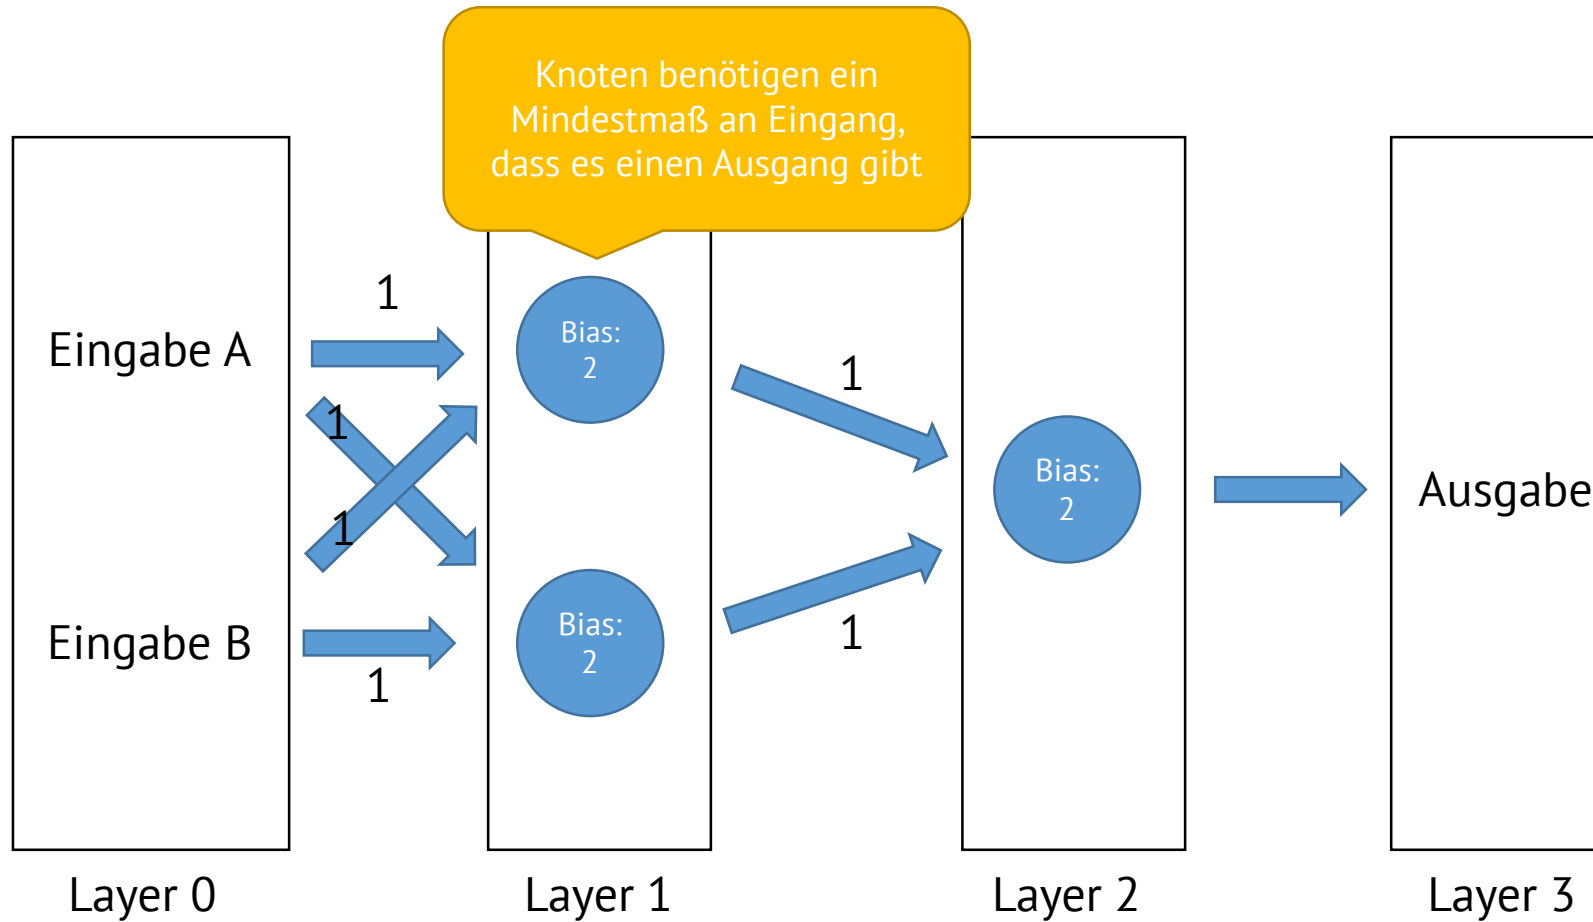 Knoten benötigen ein
Mindestmaß an Eingang,
dass es einen Ausgang gibt
Eingabe A
1
1
1
Eingabe B
1
Bias:
2
Bias:
2
1
1
Bias:
2
Ausgabe
Layer 0
Layer 1
Layer 2
Layer 3